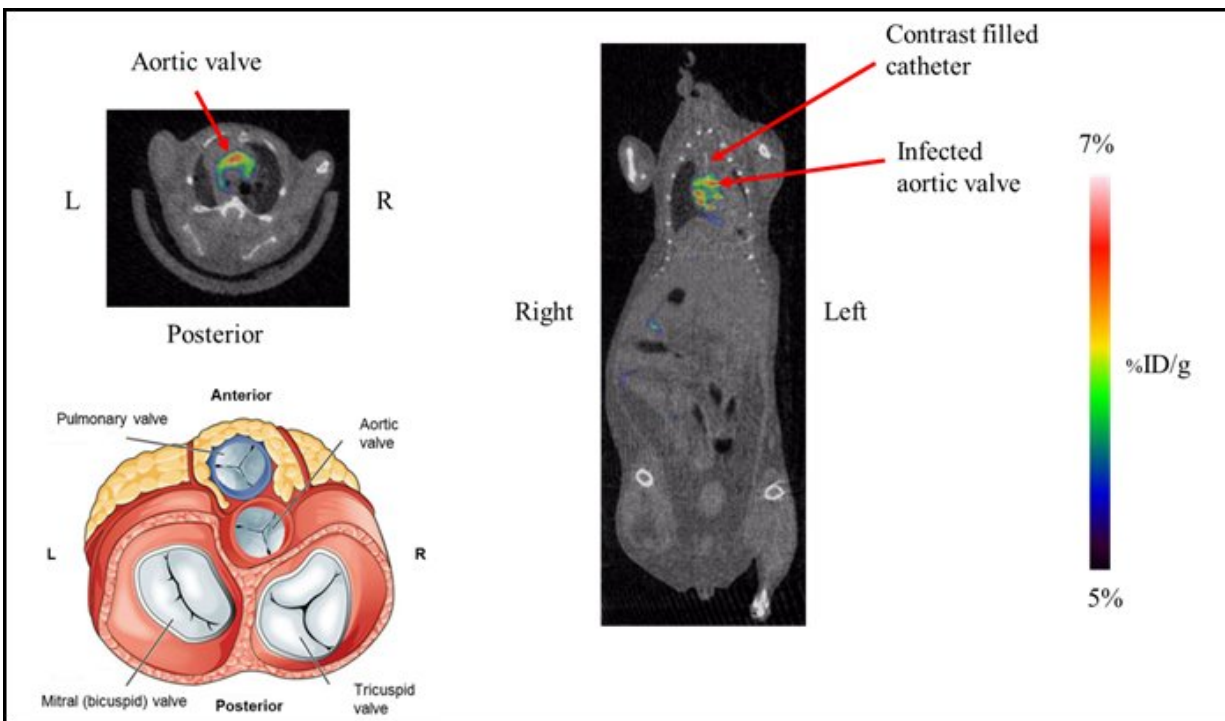 Aortic valve
L
R
Posterior
Anterior
Pulmonary valve
Aortic
valve
L
R
Mitral (bicuspid) valve
Posterior
Tricuspid
valve
Contrast filled
catheter
Infected
aortic valve
Right
Left
7%
%ID/g
5%